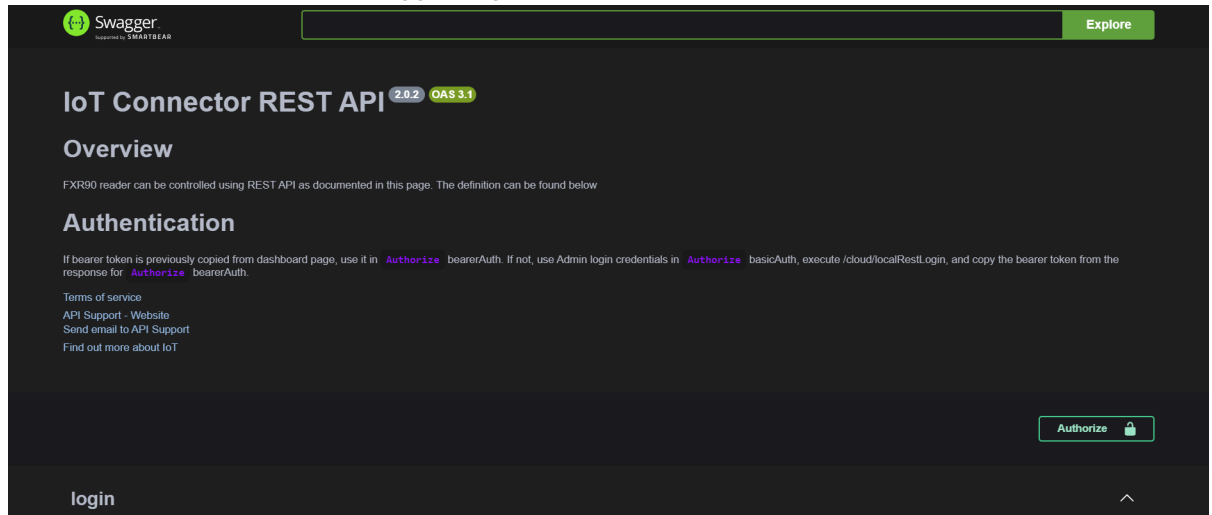 Swagger.
Supported by SMARTBEAR
Explore
IoT Connector REST API 2.0.2 OAS 3.1
Overview
FXR90 reader can be controlled using REST API as documented in this page. The definition can be found below
Authentication
If bearer token is previously copied from dashboard page, use it in Authorize bearerAuth. If not, use Admin login credentials in Authorize basicAuth, execute /cloud/localRestLogin, and copy the bearer token from the
response for Authorize bearerAuth.
Terms of service
API Support - Website
Send email to API Support
Find out more about IoT
Authorize
login